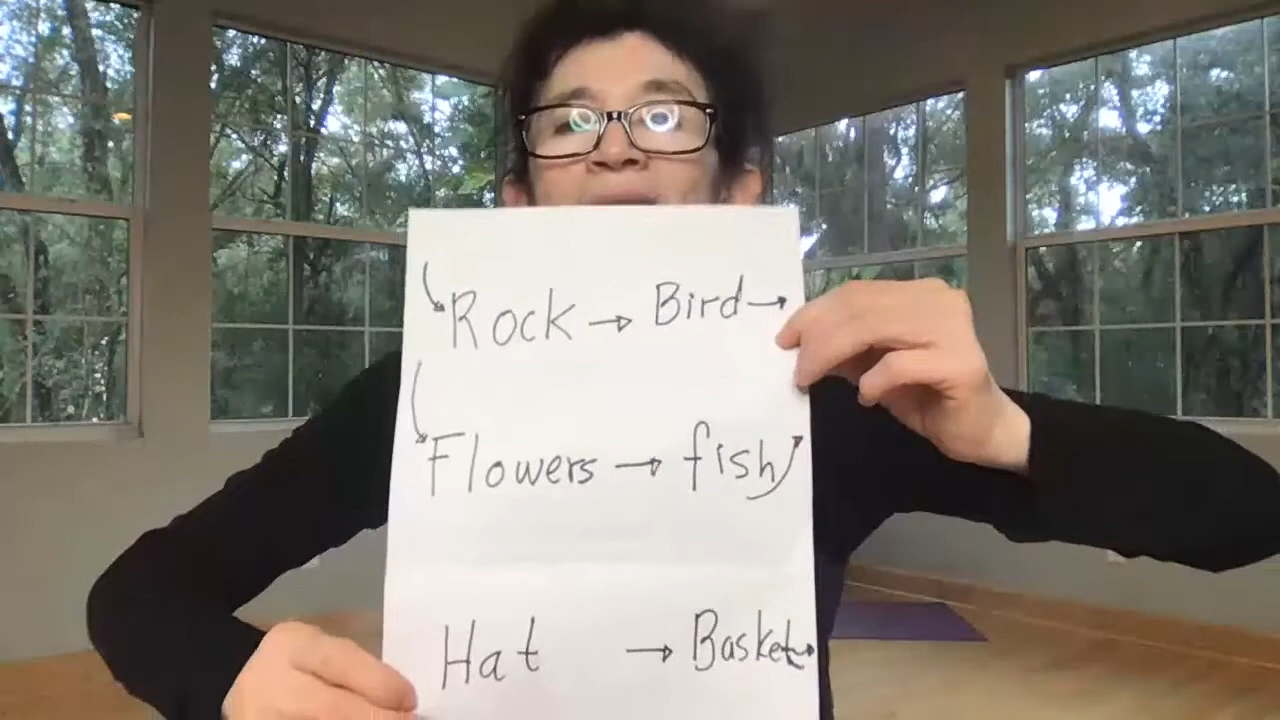 Rock → Bird →
Flowers → fish
Hat → Basket